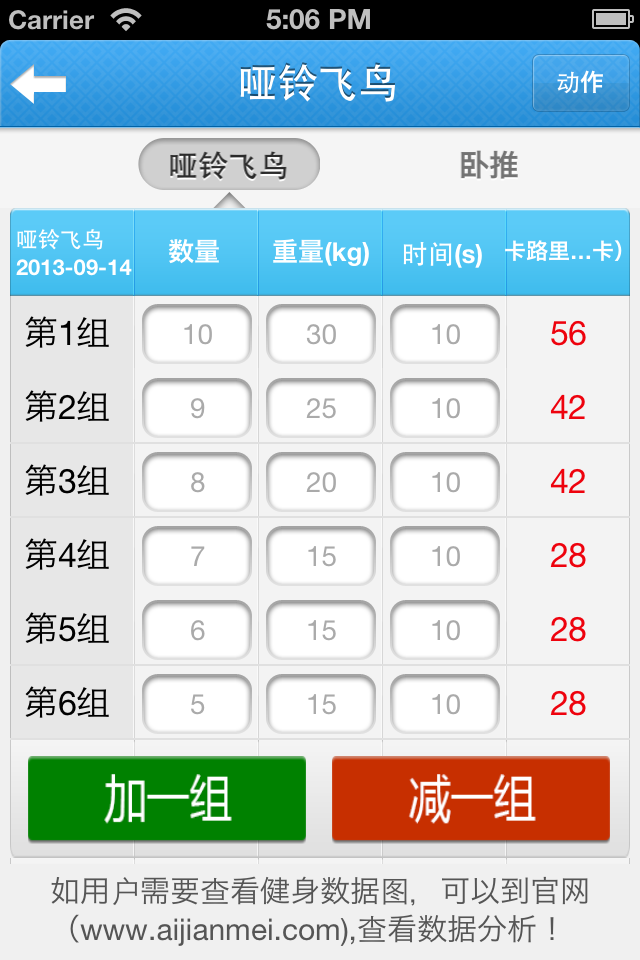 Carrier 5:06 PM
哑铃飞鸟 动作
哑铃飞鸟 卧推
哑铃飞鸟
2013-09-14
数量 重量(kg) 时间(s) 卡路里...卡）
第1组 10 30 10 56
第2组 9 25 10 42
第3组 8 20 10 42
第4组 7 15 10 28
第5组 6 15 10 28
第6组 5 15 10 28
加一组 减一组
如用户需要查看健身数据图，可以到官网
（www.aijianmei.com),查看数据分析！